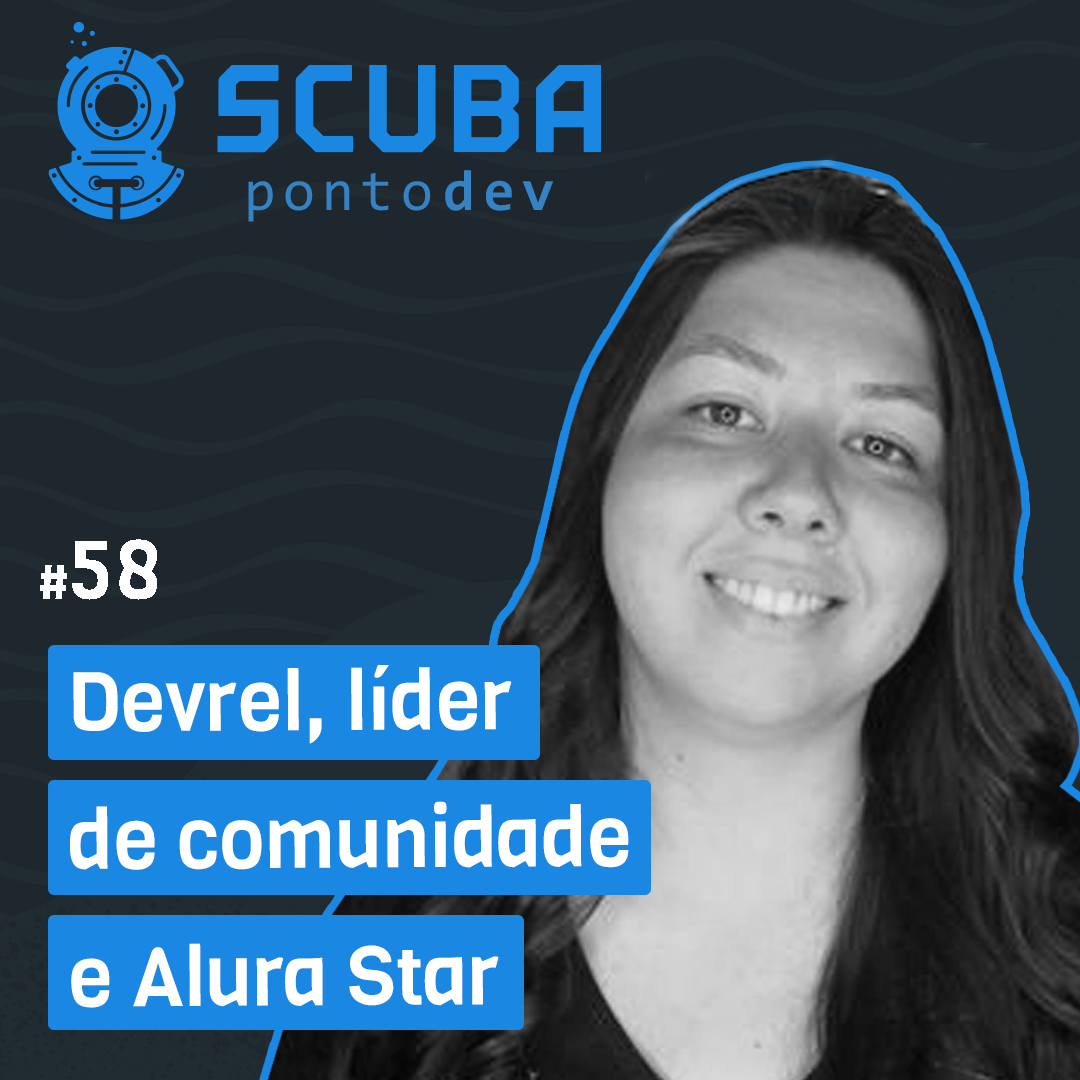 SCUBA
pontodev
#58
Devrel, líder
de comunidade
e Alura Star